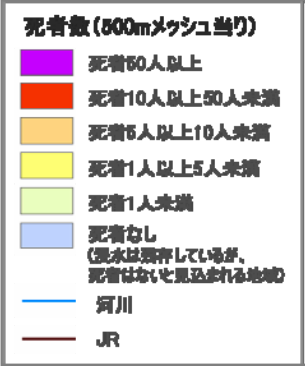 死者数(500mメッシュ当り)
死者50人以上
死者10人以上50人未満
死者5人以上10人未満
死者1人以上5人未満
死者1人未満
死者なし
(浸水は残存しているが、
死者はないと見込まれる地域)
河川
JR